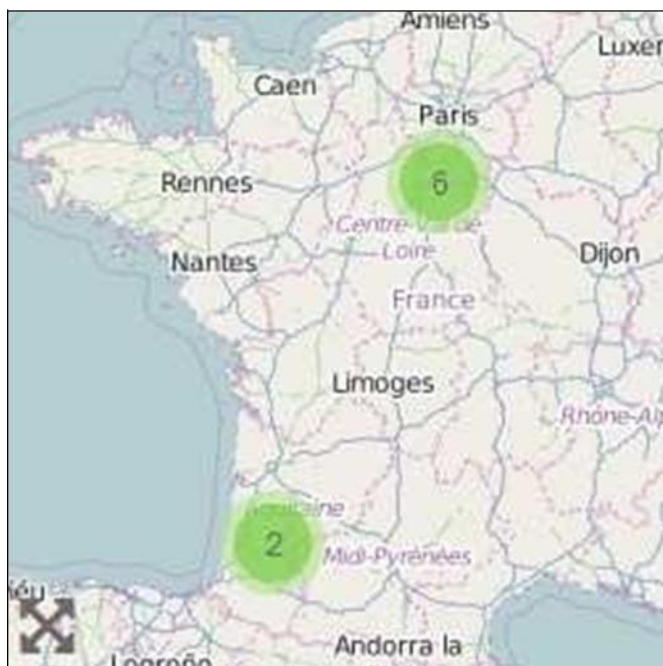 Amiens
Luxer
Caen
Paris
6
Rennes
Centre-Val de
Loire
Nantes
Dijon
France
Limoges
Rhône-Alp
Aquitaine
2
Midi-Pyrénées
Andorra la
Logroño